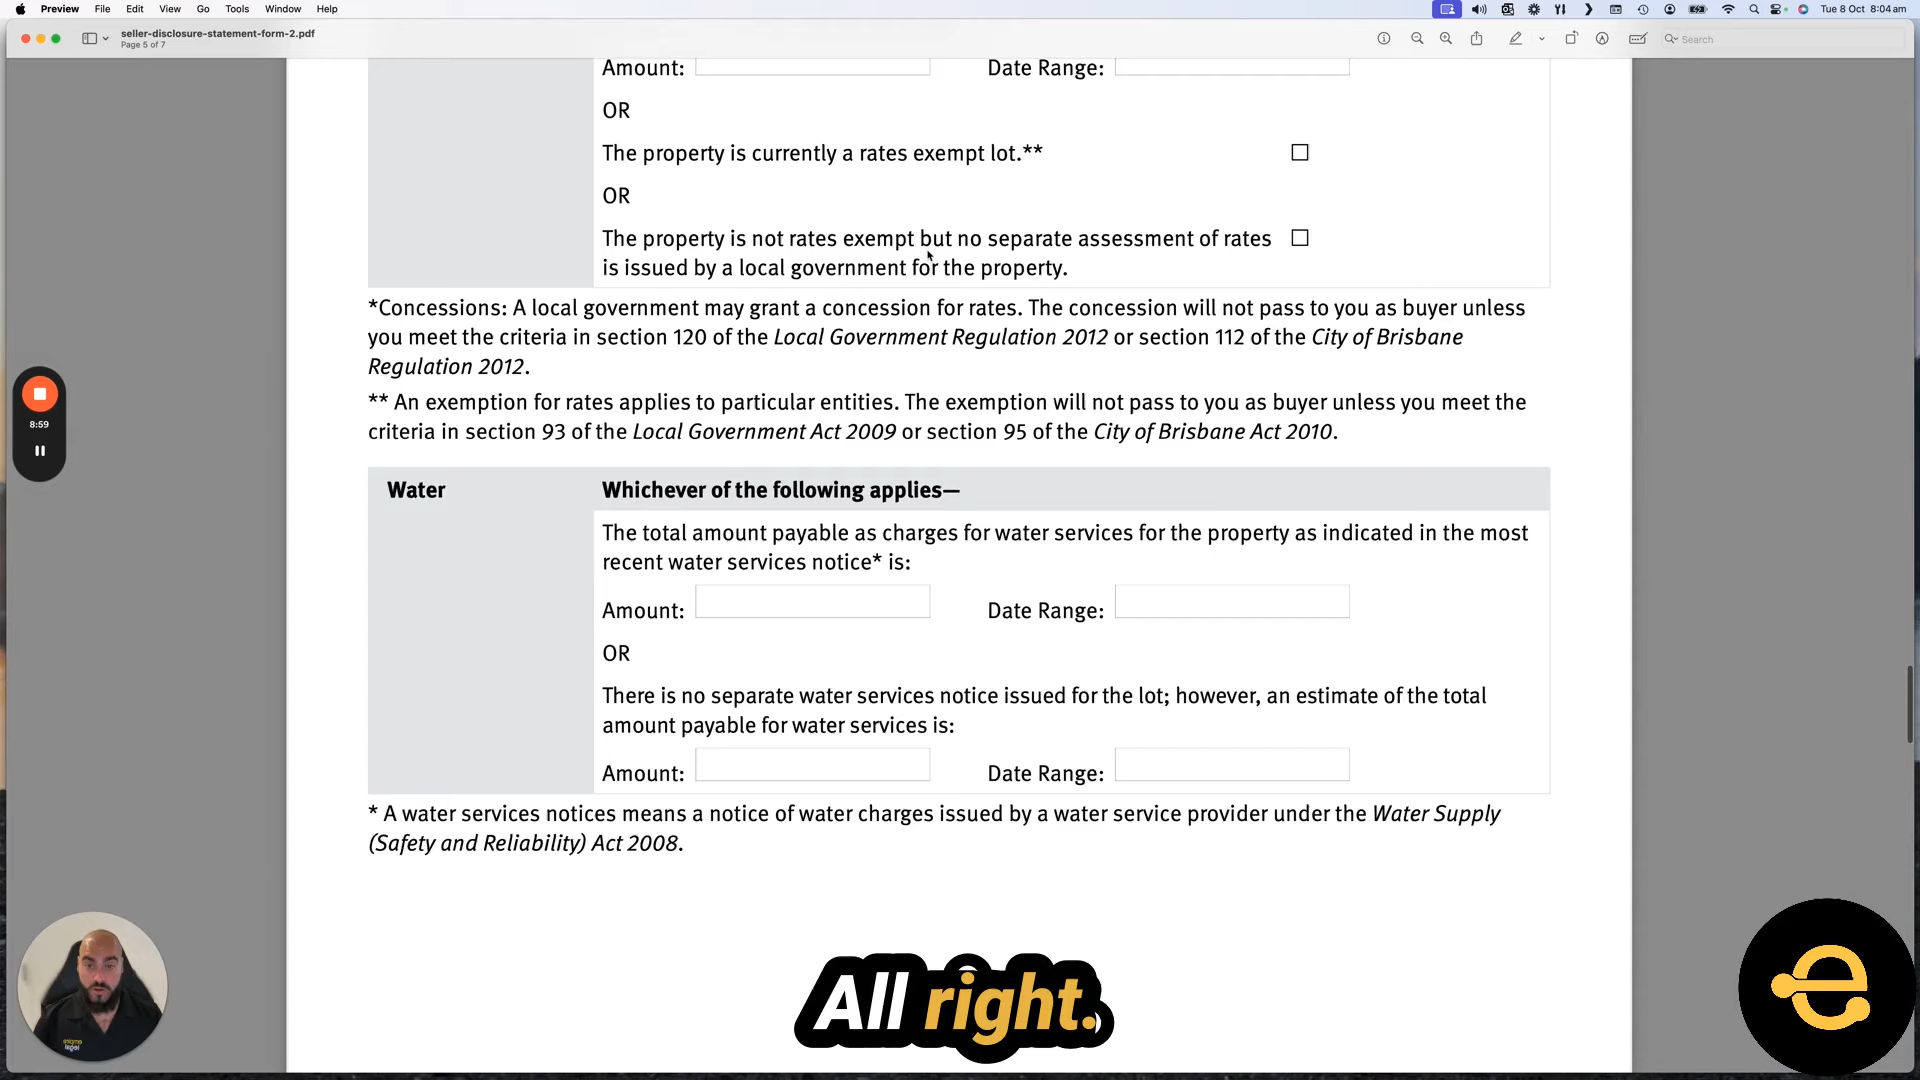 Preview File Edit View Go Tools Window Help
Tue 8 Oct 8:04 am
seller-disclosure-statement-form-2.pdf
Page 5 of 7
Search
Amount: Date Range:
OR
The property is currently a rates exempt lot.**
OR
The property is not rates exempt but no separate assessment of rates
is issued by a local government for the property.
*Concessions: A local government may grant a concession for rates. The concession will not pass to you as buyer unless
you meet the criteria in section 120 of the Local Government Regulation 2012 or section 112 of the City of Brisbane
Regulation 2012.
** An exemption for rates applies to particular entities. The exemption will not pass to you as buyer unless you meet the
criteria in section 93 of the Local Government Act 2009 or section 95 of the City of Brisbane Act 2010.
8:59
Water Whichever of the following applies—
The total amount payable as charges for water services for the property as indicated in the most
recent water services notice* is:
Amount: Date Range:
OR
There is no separate water services notice issued for the lot; however, an estimate of the total
amount payable for water services is:
Amount: Date Range:
* A water services notices means a notice of water charges issued by a water service provider under the Water Supply
(Safety and Reliability) Act 2008.
All right.
enigma
legal
e